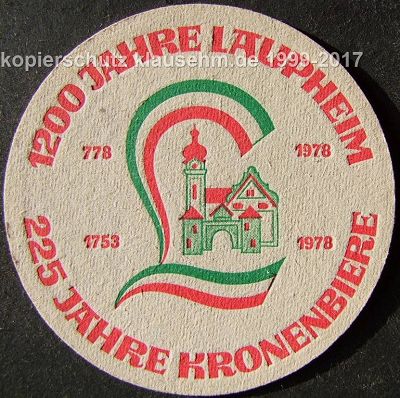 kopierschutz klausehm.de 1999-2017
1200 JAHRE LAUPHEIM
778 1978
1753 1978
225 JAHRE KRONENBIERE